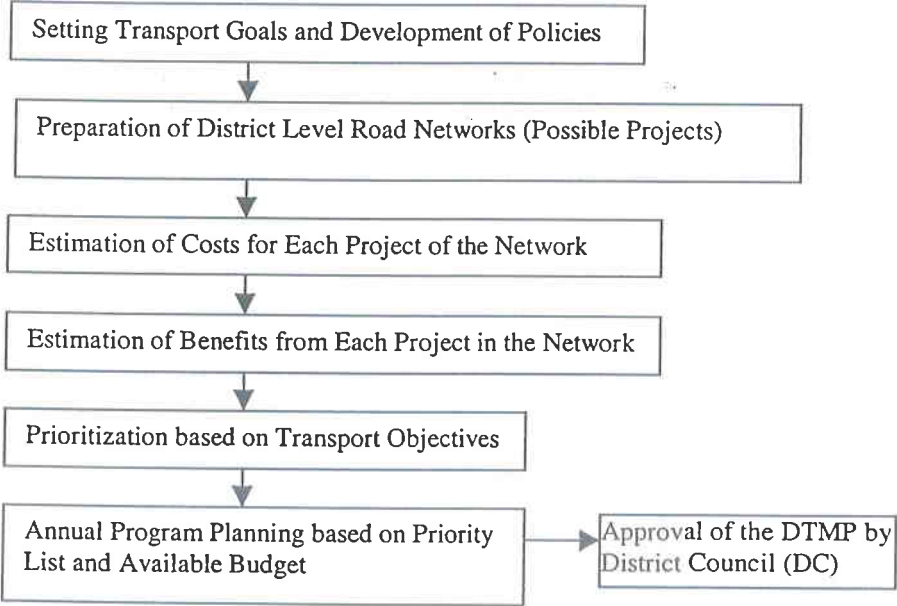 Setting Transport Goals and Development of Policies
Preparation of District Level Road Networks (Possible Projects)
Estimation of Costs for Each Project of the Network
Estimation of Benefits from Each Project in the Network
Prioritization based on Transport Objectives
Annual Program Planning based on Priority
List and Available Budget
Approval of the DTMP by
District Council (DC)